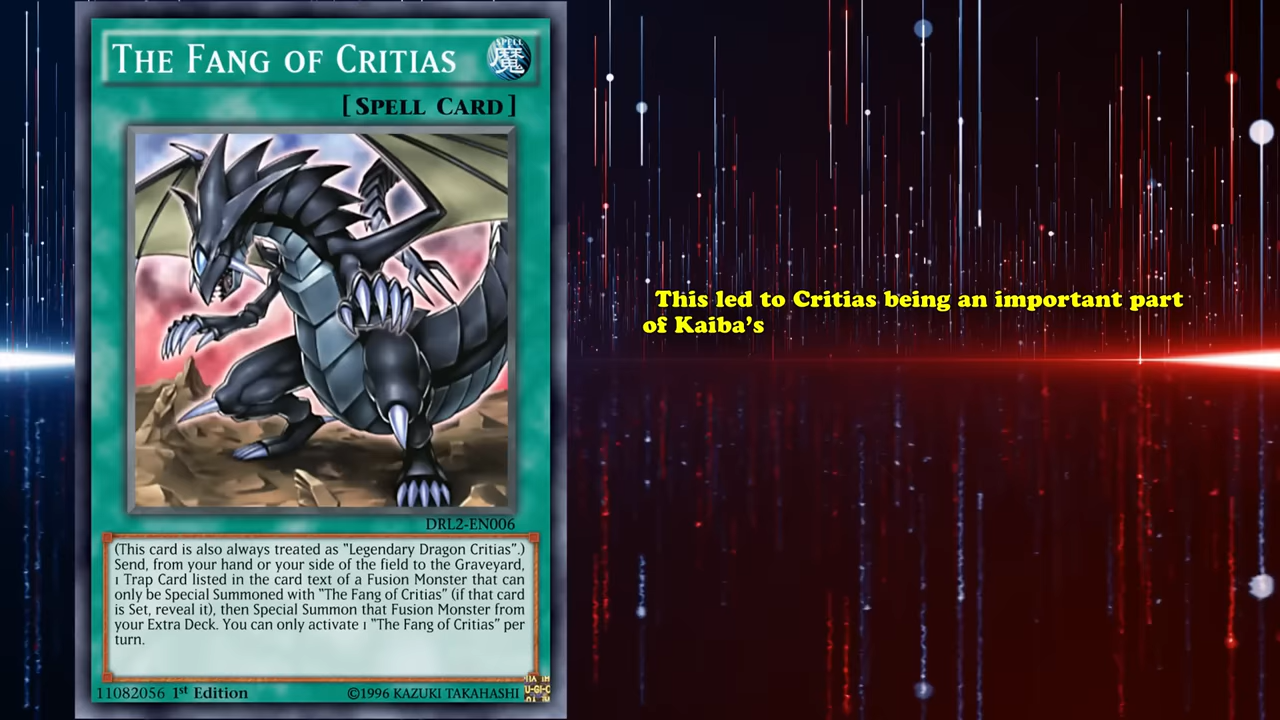 THE FANG OF CRITIAS
SPELL
魔
[SPELL CARD]
DRL2-EN006
(This card is also always treated as "Legendary Dragon Critias".)
Send, from your hand or your side of the field to the Graveyard,
1 Trap Card listed in the card text of a Fusion Monster that can
only be Special Summoned with "The Fang of Critias" (if that card
is Set, reveal it), then Special Summon that Fusion Monster from
your Extra Deck. You can only activate 1 "The Fang of Critias" per
turn.
11082056 1st Edition
©1996 KAZUKI TAKAHASHI
This led to Critias being an important part
of Kaiba's